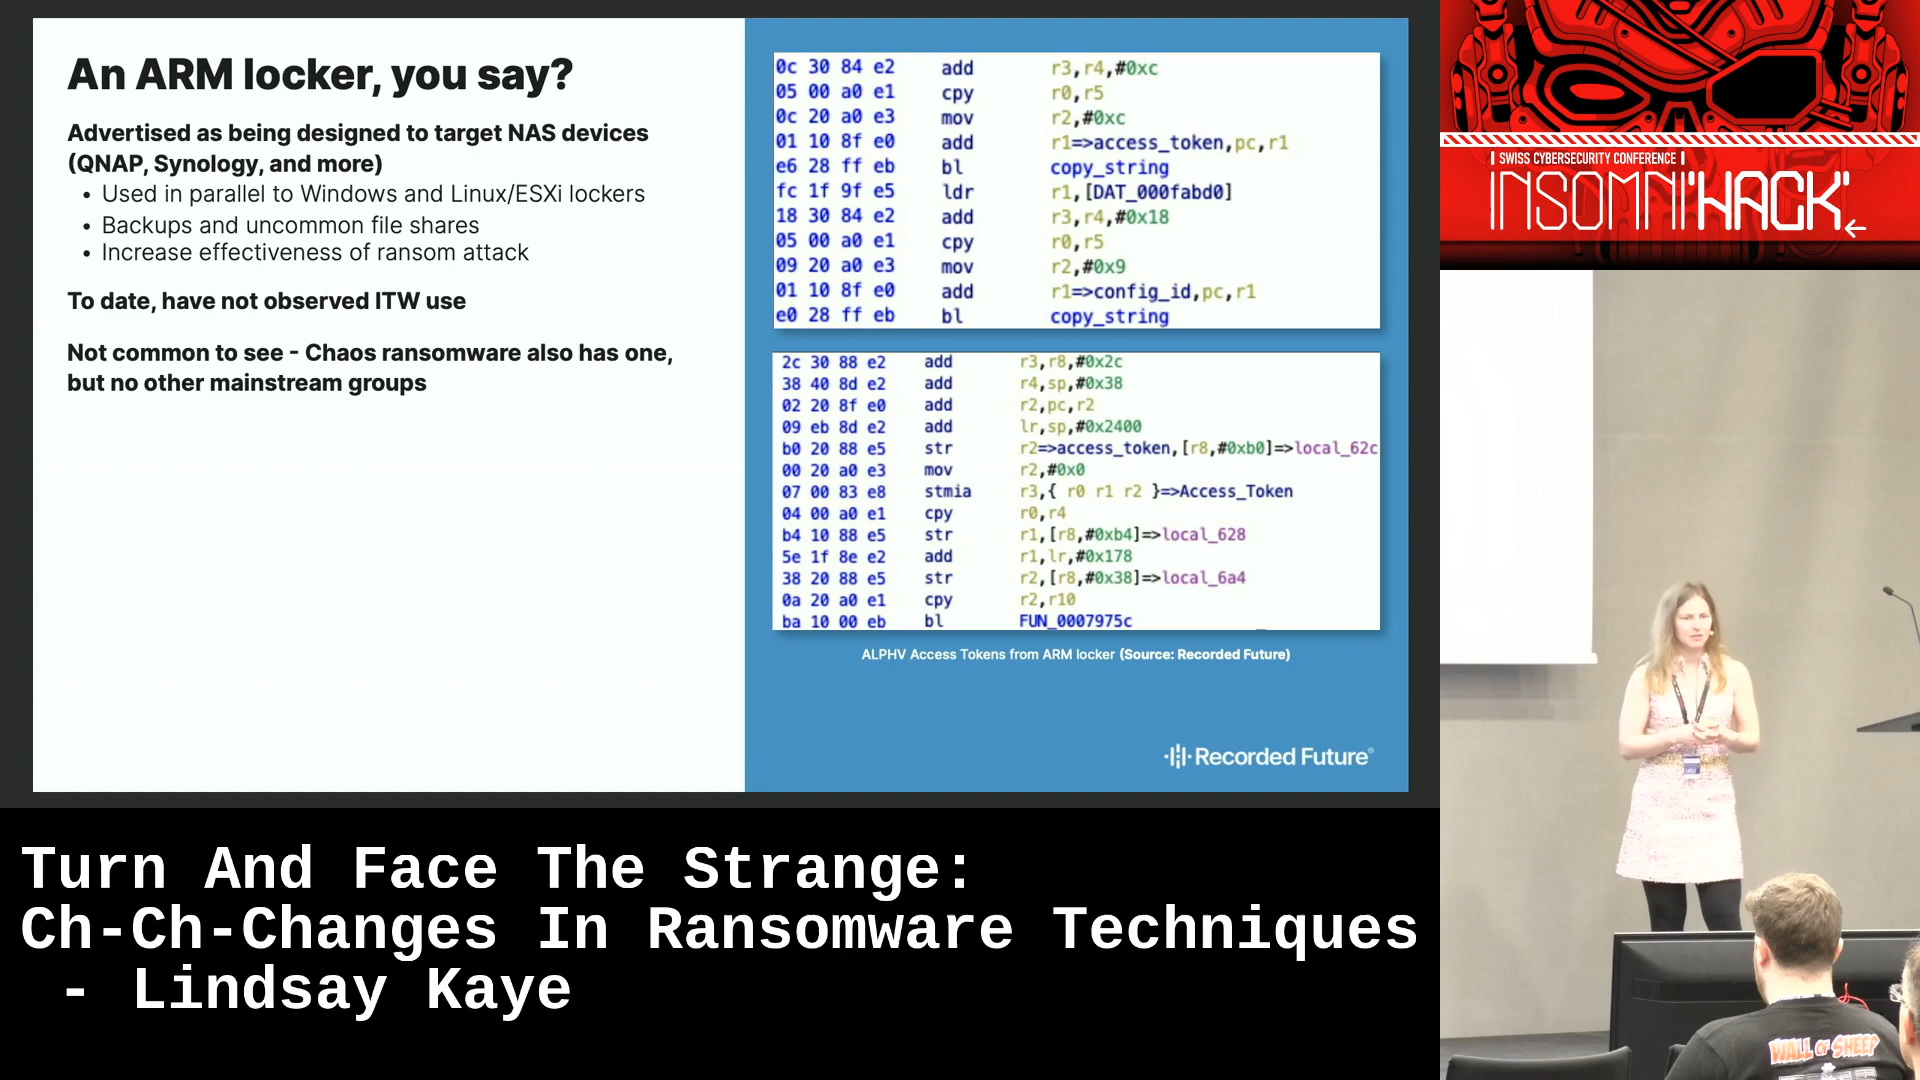 An ARM locker, you say?
Advertised as being designed to target NAS devices
(QNAP, Synology, and more)
• Used in parallel to Windows and Linux/ESXi lockers
• Backups and uncommon file shares
• Increase effectiveness of ransom attack
To date, have not observed ITW use
Not common to see - Chaos ransomware also has one,
but no other mainstream groups
0c 30 84 e2 add r3,r4,#0xc
05 00 a0 e1 cpy r0,r5
0c 20 a0 e3 mov r2,#0xc
01 10 8f e0 add r1=>access_token,pc,r1
e6 28 ff eb bl copy_string
fc 1f 9f e5 ldr r1,[DAT_000fabd0]
18 30 84 e2 add r3,r4,#0x18
05 00 a0 e1 cpy r0,r5
09 20 a0 e3 mov r2,#0x9
01 10 8f e0 add r1=>config_id,pc,r1
e0 28 ff eb bl copy_string
2c 30 88 e2 add r3,r8,#0x2c
38 40 8d e2 add r4,sp,#0x38
02 20 8f e0 add r2,pc,r2
09 eb 8d e2 add lr,sp,#0x2400
b0 20 88 e5 str r2=>access_token,[r8,#0xb0]=>local_62c
00 20 a0 e3 mov r2,#0x0
07 00 83 e8 stmia r3,{ r0 r1 r2 }=>Access_Token
04 00 a0 e1 cpy r0,r4
b4 10 88 e5 str r1,[r8,#0xb4]=>local_628
5e 1f 8e e2 add r1,lr,#0x178
38 20 88 e5 str r2,[r8,#0x38]=>local_6a4
0a 20 a0 e1 cpy r2,r10
ba 10 00 eb bl FUN_0007975c
ALPHV Access Tokens from ARM locker (Source: Recorded Future)
Recorded Future®
SWISS CYBERSECURITY CONFERENCE
INSOMNI'HACK
WALL OF SHEEP
Turn And Face The Strange:
Ch-Ch-Changes In Ransomware Techniques
- Lindsay Kaye